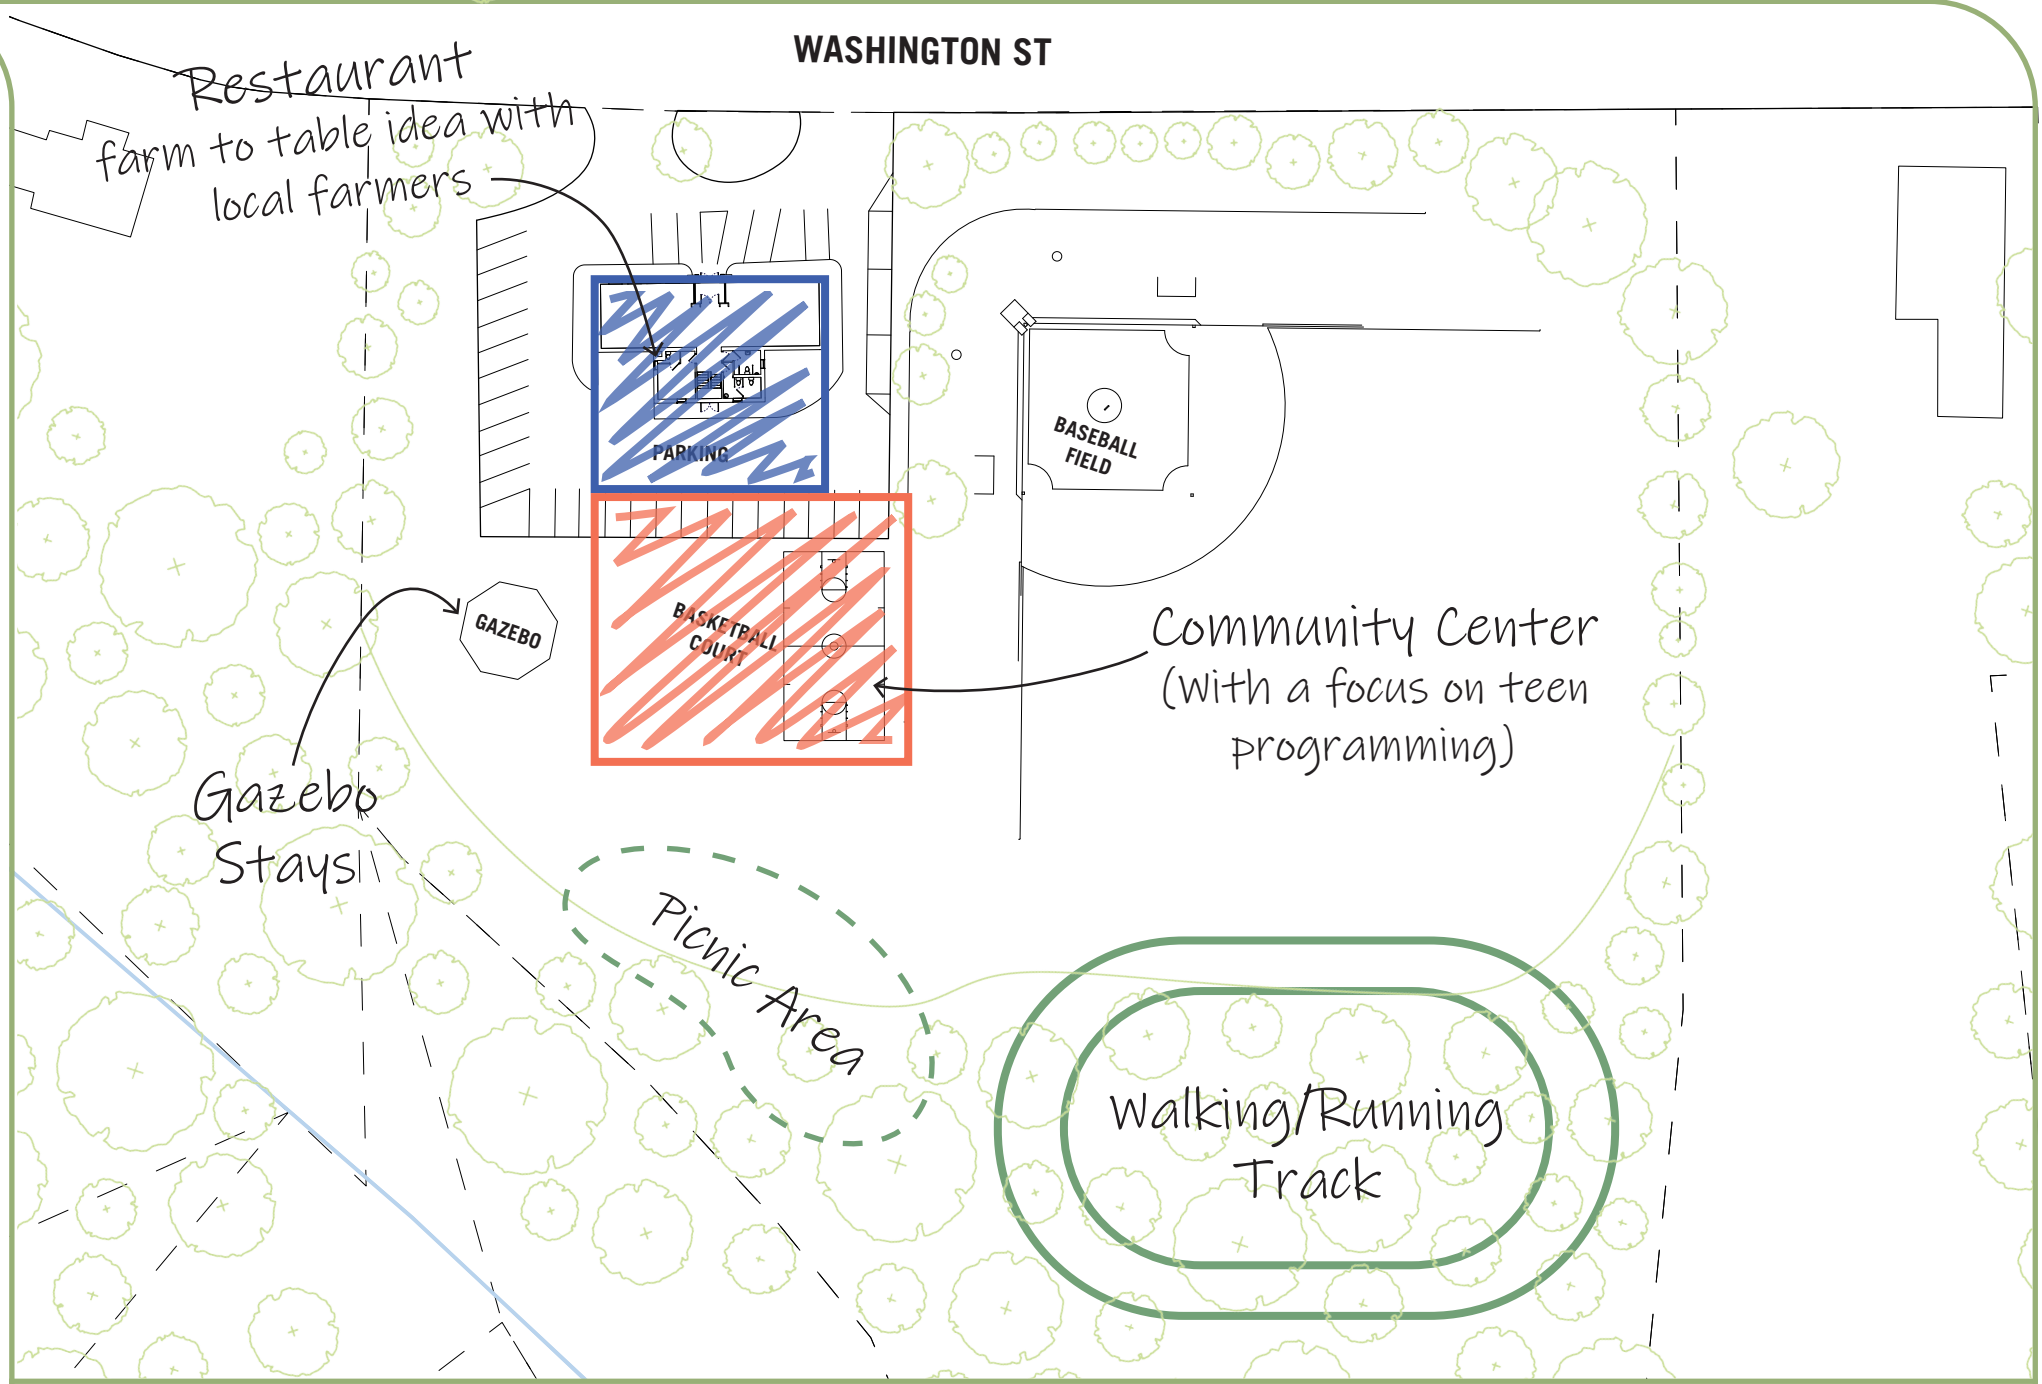 WASHINGTON ST
Restaurant
farm to table idea with
local farmers
PARKING
BASEBALL
FIELD
GAZEBO
BASKETBALL
COURT
Community Center
(With a focus on teen
programming)
Gazebo
Stays
Picnic Area
Walking/Running
Track